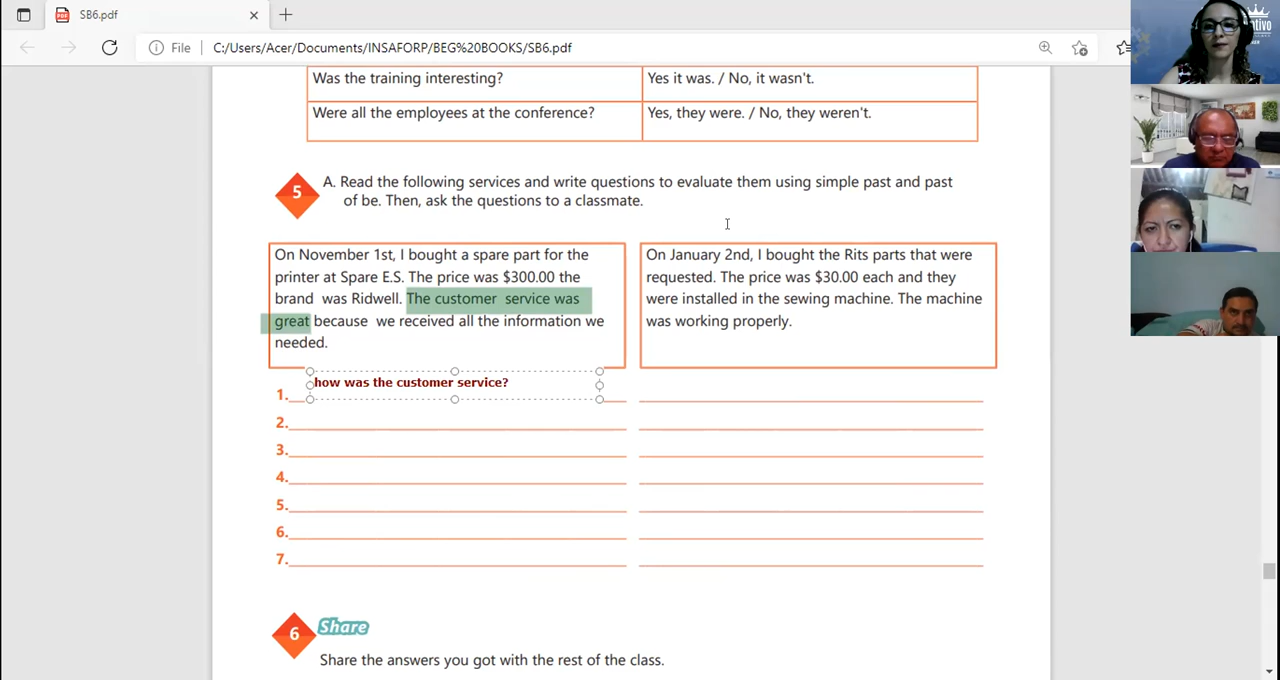 SB6.pdf
File
C:/Users/Acer/Documents/INSAFORP/BEG%20BOOKS/SB6.pdf
Was the training interesting?
Yes it was. / No, it wasn't.
Were all the employees at the conference?
Yes, they were. / No, they weren't.
5
A. Read the following services and write questions to evaluate them using simple past and past
of be. Then, ask the questions to a classmate.
On November 1st, I bought a spare part for the
printer at Spare E.S. The price was $300.00 the
brand was Ridwell. The customer service was
great because we received all the information we
needed.
On January 2nd, I bought the Rits parts that were
requested. The price was $30.00 each and they
were installed in the sewing machine. The machine
was working properly.
how was the customer service?
1.
2.
3.
4.
5.
6.
7.
6
Share
Share the answers you got with the rest of the class.